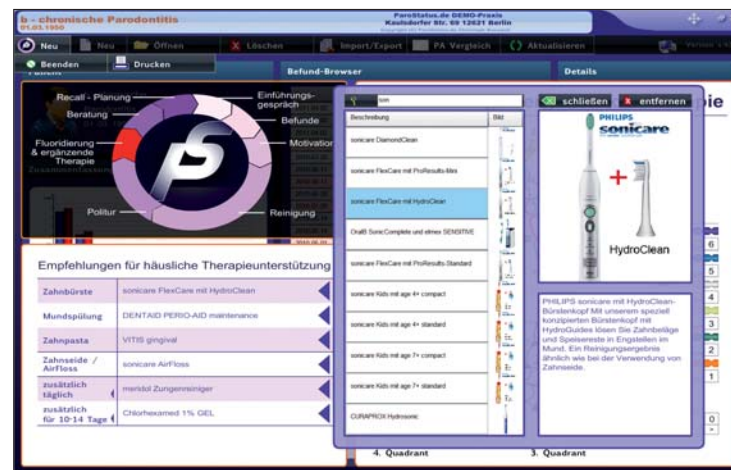 b - chronische Parodontitis
01.03.1950
ParoStatus.de DEMO-Praxis
Kaulsdorfer Str. 69 12621 Berlin
Neu
Neu
Öffnen
Löschen
Import/Export
PA Vergleich
Aktualisieren
Beenden
Drucken
Befund-Browser
Details
Recall - Planung
Einführungs-
gespräch
Beratung
Befunde
Fluoridierung
& ergänzende
Therapie
Motivation
Politur
Reinigung
Empfehlungen für häusliche Therapieunterstützung
Zahnbürste
sonicare FlexCare mit HydroClean
Mundspülung
DENTAID PERIO-AID maintenance
Zahnpasta
VITIS gingival
Zahnseide /
AirFloss
sonicare AirFloss
zusätzlich
täglich
meridol Zungenreiniger
zusätzlich
für 10-14 Tage
Chlorhexamed 1% GEL
son
schließen
entfernen
Beschreibung
Bild
sonicare DiamondClean
sonicare FlexCare mit ProResults-Mini
sonicare FlexCare mit HydroClean
OralB Sonic Complete und elmex SENSITIVE
sonicare FlexCare mit ProResults-Standard
sonicare Kids mit age 4+ compact
sonicare Kids mit age 4+ standard
sonicare Kids mit age 7+ compact
sonicare Kids mit age 7+ standard
CURAPROX Hydrosonic
PHILIPS
sonicare
+
HydroClean
PHILIPS sonicare mit HydroClean-
Bürstenkopf Mit unserem speziell
konzipierten Bürstenkopf mit
HydroGuides lösen Sie Zahnbeläge
und Speisereste in Engstellen im
Mund. Ein Reinigungsergebnis
ähnlich wie bei der Verwendung von
Zahnseide.
pie
6
5
4
3
2
1
0
4. Quadrant
3. Quadrant